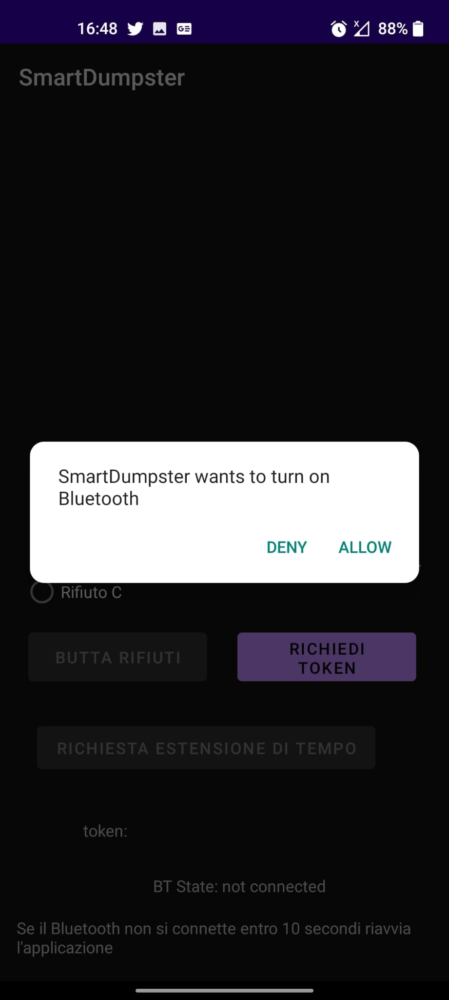 16:48
88%
SmartDumpster
SmartDumpster wants to turn on
Bluetooth
DENY ALLOW
Rifiuto C
BUTTA RIFIUTI
RICHIEDI
TOKEN
RICHIESTA ESTENSIONE DI TEMPO
token:
BT State: not connected
Se il Bluetooth non si connette entro 10 secondi riavvia
l'applicazione